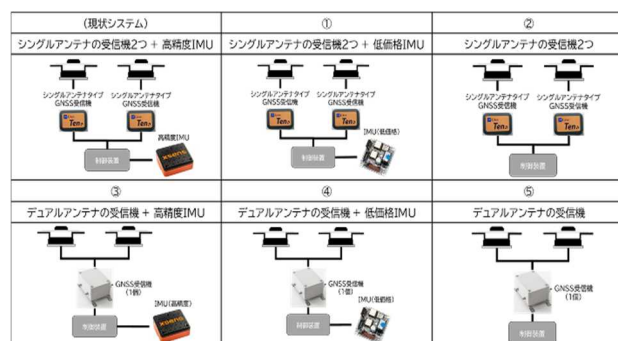 (現状システム)
①
②
シングルアンテナの受信機2つ + 高精度IMU
シングルアンテナの受信機2つ + 低価格IMU
シングルアンテナの受信機2つ
シングルアンテナタイプ
GNSS受信機
シングルアンテナタイプ
GNSS受信機
Ten
Ten
高精度IMU
制御装置
xsens
シングルアンテナタイプ
GNSS受信機
シングルアンテナタイプ
GNSS受信機
Ten
Ten
IMU(低価格)
制御装置
シングルアンテナタイプ
GNSS受信機
シングルアンテナタイプ
GNSS受信機
Ten
Ten
制御装置
③
④
⑤
デュアルアンテナの受信機 + 高精度IMU
デュアルアンテナの受信機 + 低価格IMU
デュアルアンテナの受信機
GNSS受信機
(1個)
IMU(高精度)
制御装置
xsens
GNSS受信機
(1個)
IMU(低価格)
制御装置
GNSS受信機
(1個)
制御装置